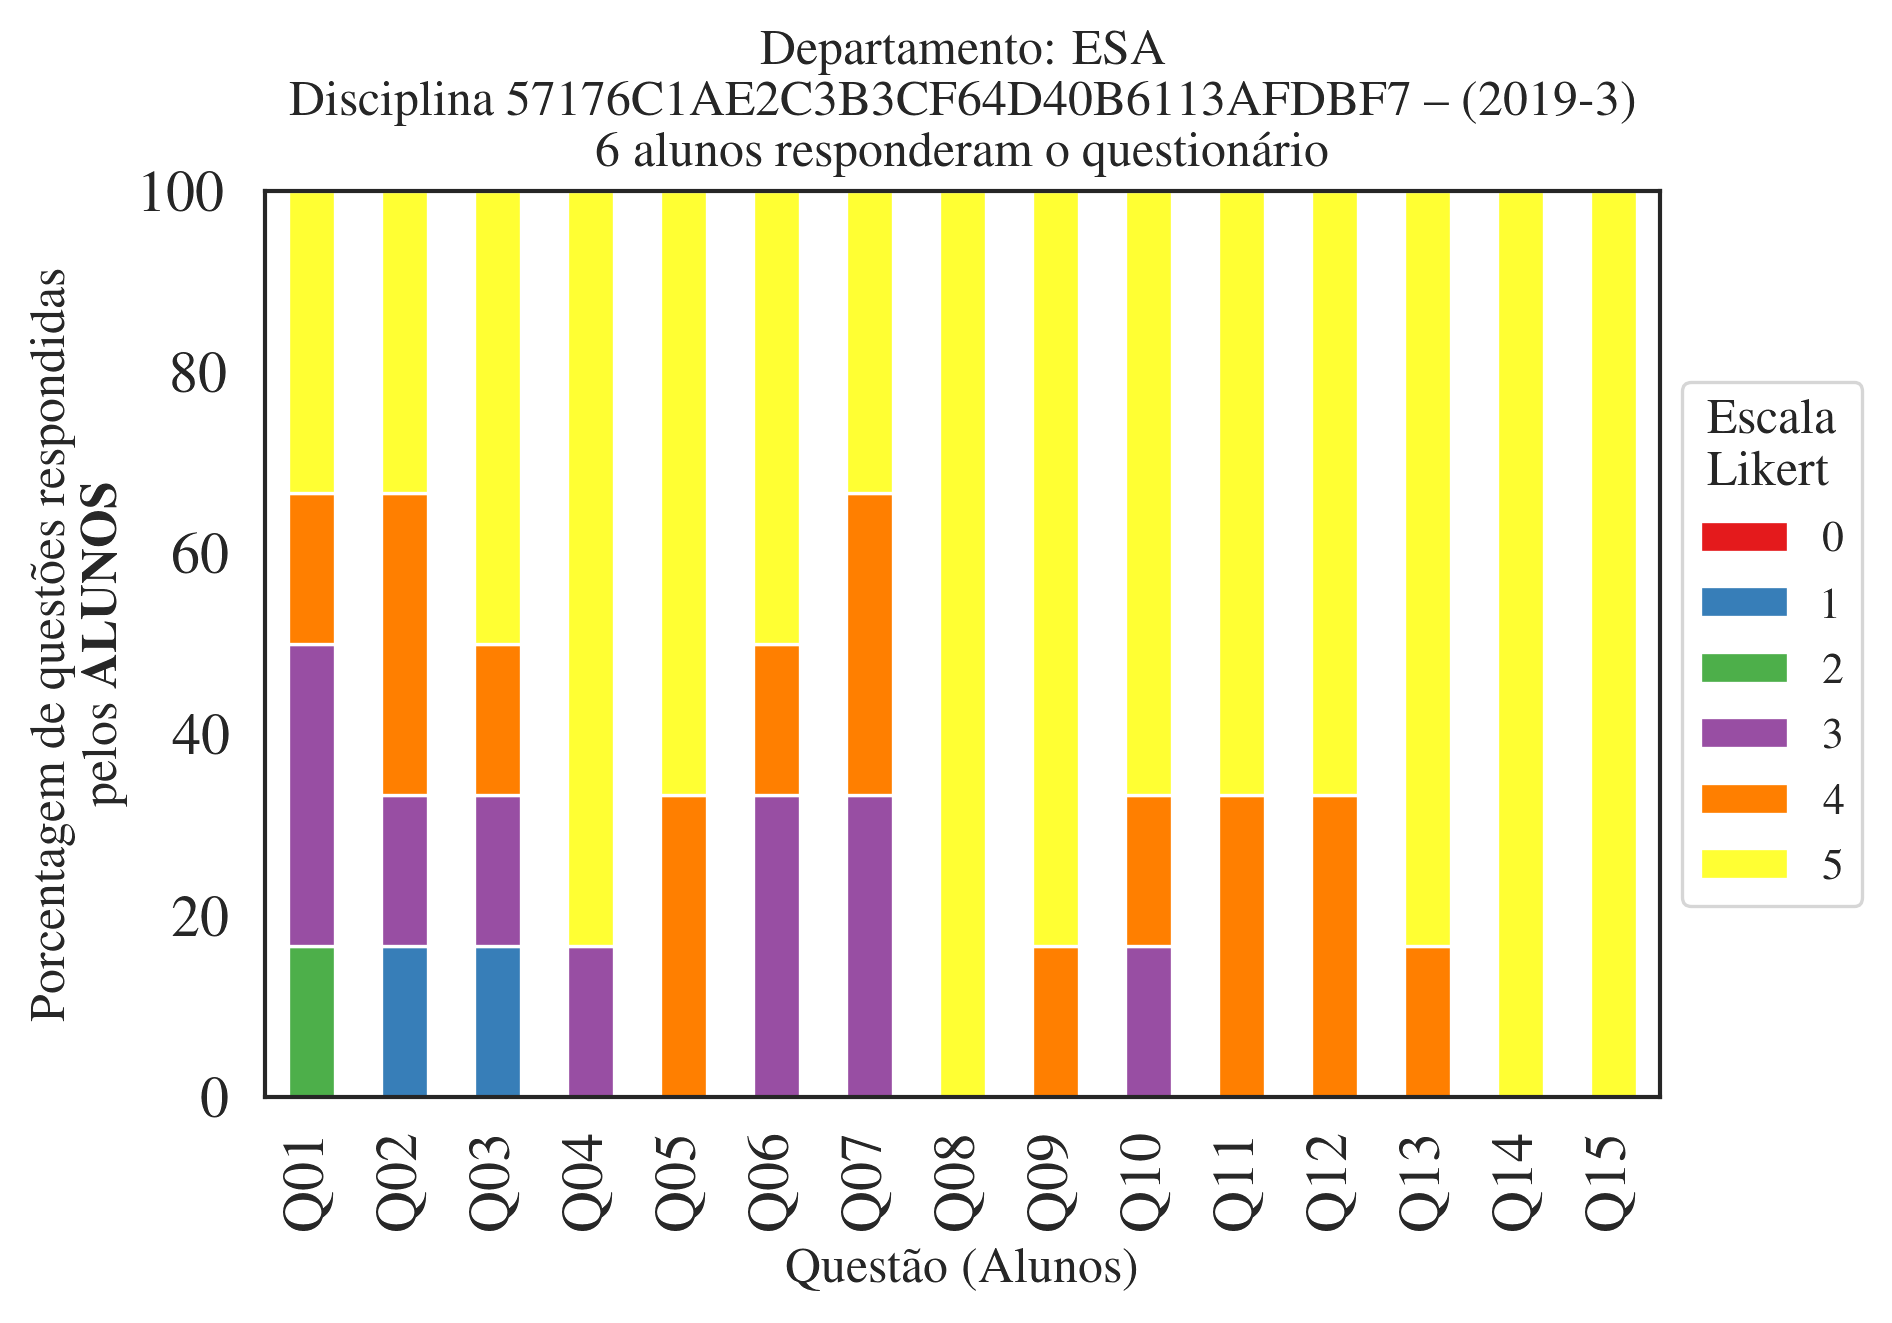 Departamento: ESA
Disciplina 57176C1AE2C3B3CF64D40B6113AFDBF7 – (2019-3)
6 alunos responderam o questionário
Porcentagem de questões respondidas
pelos ALUNOS
100
80
60
40
20
0
Q01
Q02
Q03
Q04
Q05
Q06
Q07
Q08
Q09
Q10
Q11
Q12
Q13
Q14
Q15
Questão (Alunos)
Escala
Likert
0
1
2
3
4
5